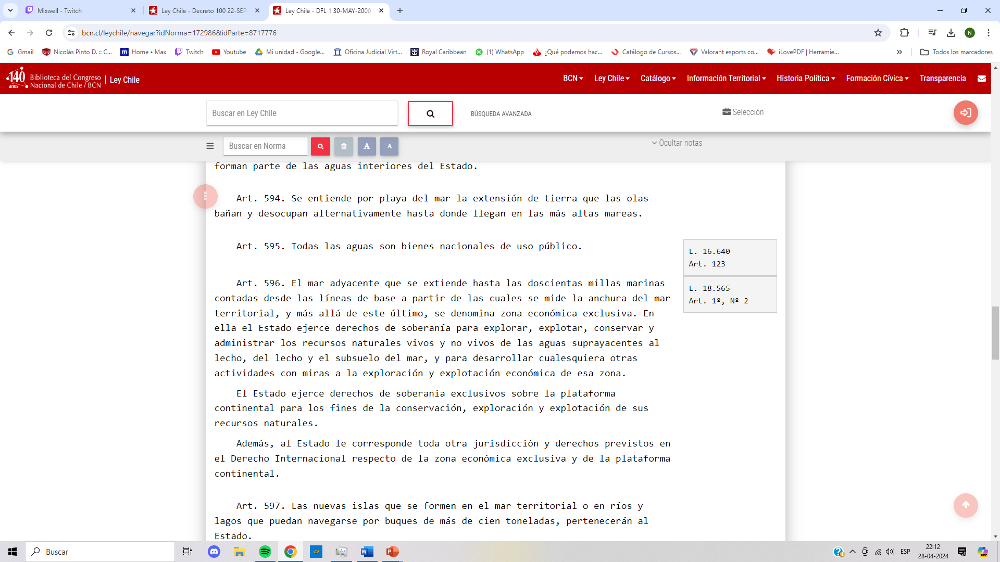 Mixwell - Twitch
Ley Chile - Decreto 100 22-SEP-
Ley Chile - DFL 1 30-MAY-2000
bcn.cl/leychile/navegar?idNorma=172986&idParte=8717776
N
Gmail
Nicolás Pinto D. :: C...
Home • Max
Twitch
Youtube
Mi unidad - Google...
Oficina Judicial Virt...
Royal Caribbean
96
(1) WhatsApp
¿Qué podemos hac...
Catálogo de Cursos...
Valorant esports co...
iLovePDF | Herramie...
Todos los marcadores
140 años
Biblioteca del Congreso
Nacional de Chile / BCN
Ley Chile
BCN
Ley Chile
Catálogo
Información Territorial
Historia Política
Formación Cívica
Transparencia
Buscar en Ley Chile
BÚSQUEDA AVANZADA
Selección
Buscar en Norma
A
A
Ocultar notas
forman parte de las aguas interiores del Estado.
Art. 594. Se entiende por playa del mar la extensión de tierra que las olas
bañan y desocupan alternativamente hasta donde llegan en las más altas mareas.
Art. 595. Todas las aguas son bienes nacionales de uso público.
L. 16.640
Art. 123
Art. 596. El mar adyacente que se extiende hasta las doscientas millas marinas
contadas desde las líneas de base a partir de las cuales se mide la anchura del mar
territorial, y más allá de este último, se denomina zona económica exclusiva. En
ella el Estado ejerce derechos de soberanía para explorar, explotar, conservar y
administrar los recursos naturales vivos y no vivos de las aguas suprayacentes al
lecho, del lecho y el subsuelo del mar, y para desarrollar cualesquiera otras
actividades con miras a la exploración y explotación económica de esa zona.
L. 18.565
Art. 1º, Nº 2
El Estado ejerce derechos de soberanía exclusivos sobre la plataforma
continental para los fines de la conservación, exploración y explotación de sus
recursos naturales.
Además, al Estado le corresponde toda otra jurisdicción y derechos previstos en
el Derecho Internacional respecto de la zona económica exclusiva y de la plataforma
continental.
Art. 597. Las nuevas islas que se formen en el mar territorial o en ríos y
lagos que puedan navegarse por buques de más de cien toneladas, pertenecerán al
Estado.
Buscar
ESP
22:12
28-04-2024
PRE